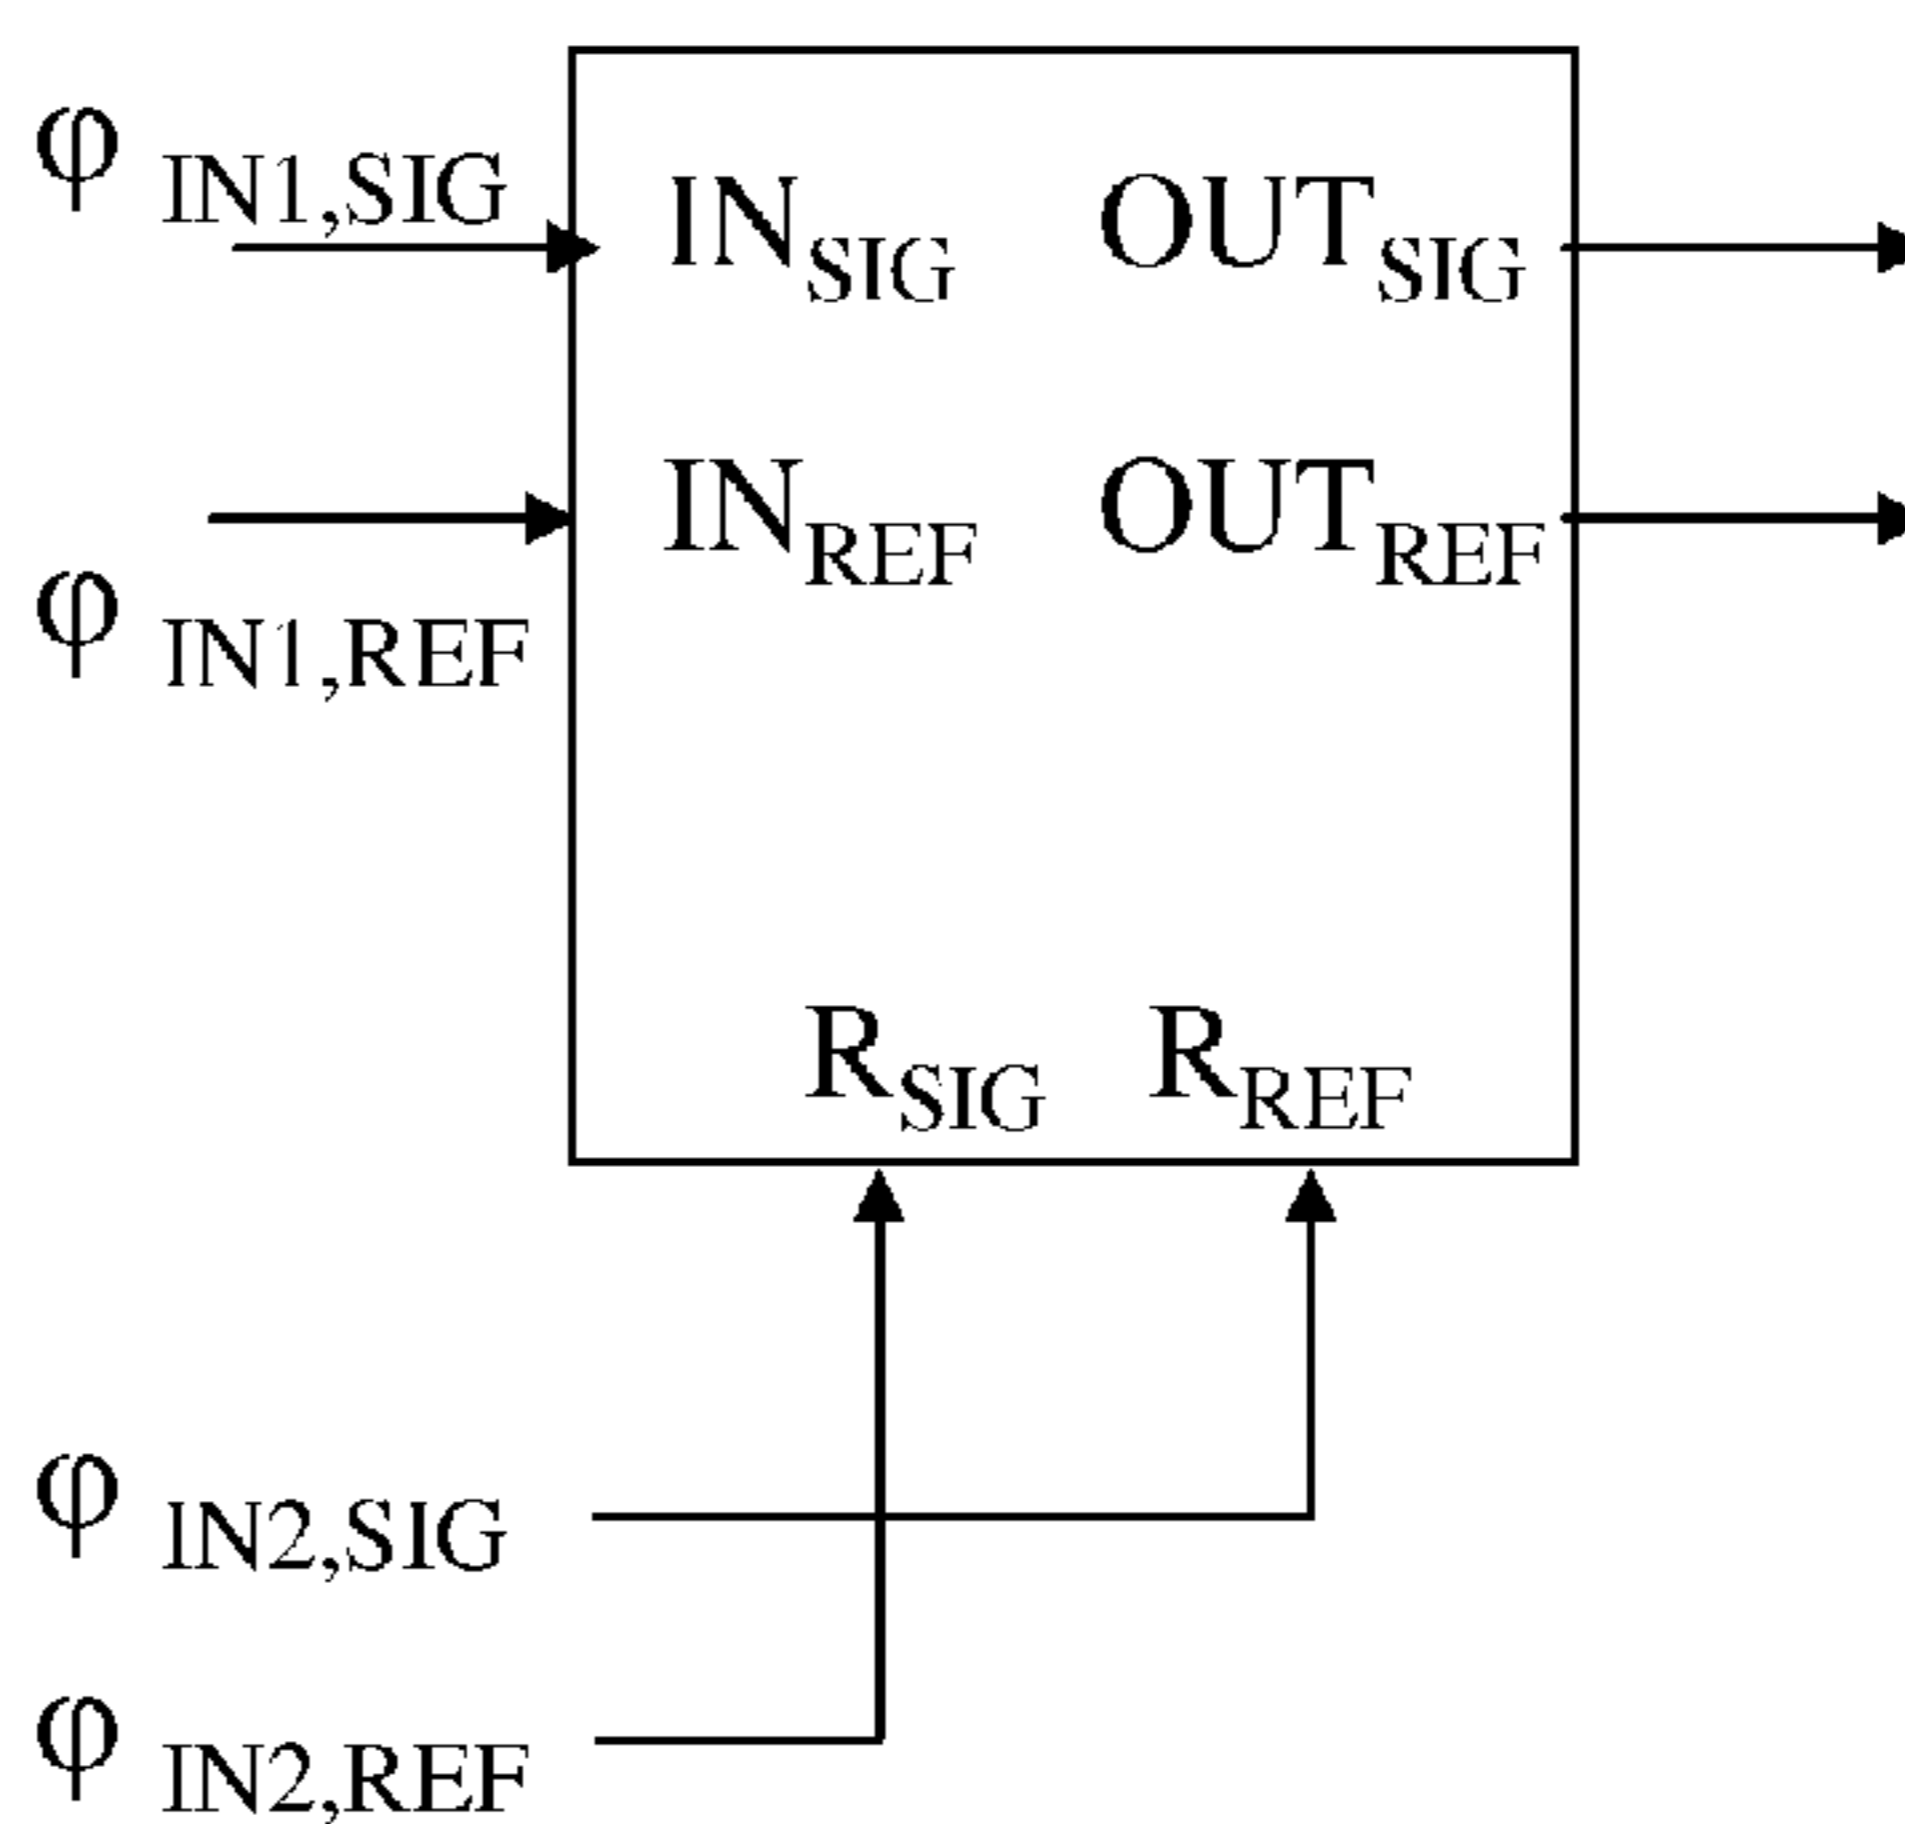 φ IN1,SIG
IN SIG OUT SIG
IN REF OUT REF
φ IN1,REF
R SIG R REF
φ IN2,SIG
φ IN2,REF